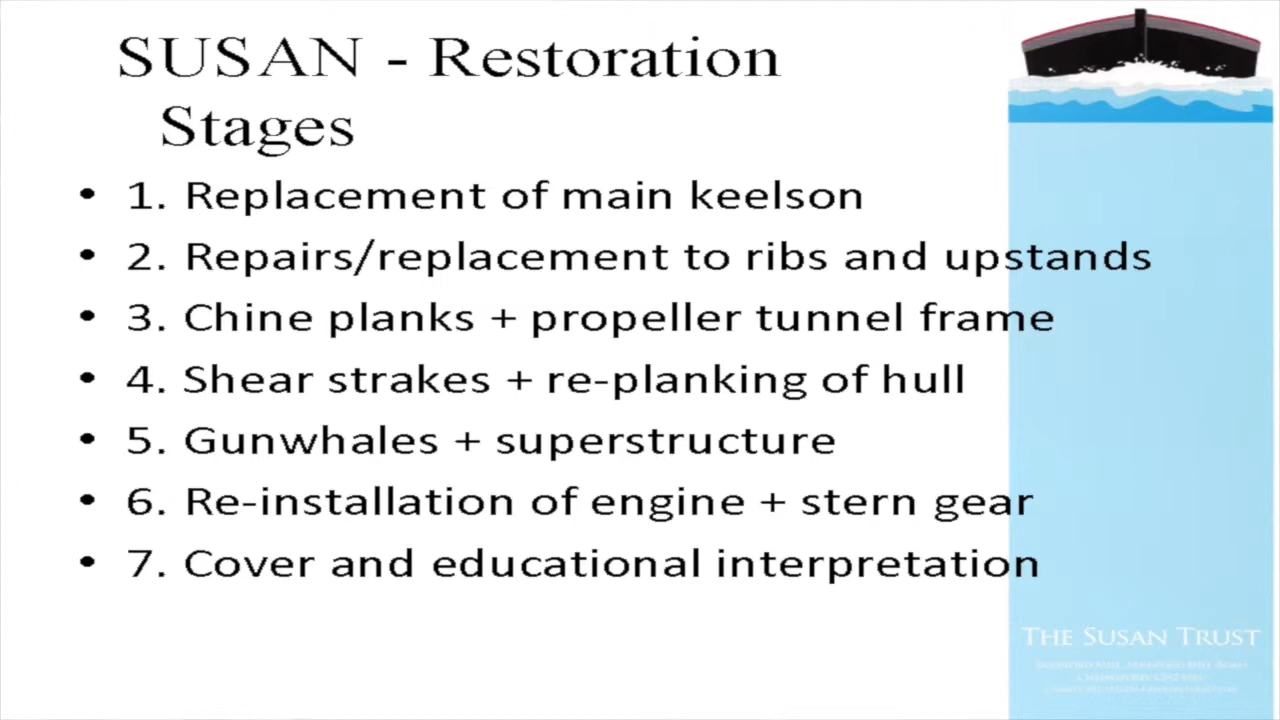 SUSAN - Restoration
Stages
• 1. Replacement of main keelson
• 2. Repairs/replacement to ribs and upstands
• 3. Chine planks + propeller tunnel frame
• 4. Shear strakes + re-planking of hull
• 5. Gunwhales + superstructure
• 6. Re-installation of engine + stern gear
• 7. Cover and educational interpretation
THE SUSAN TRUST